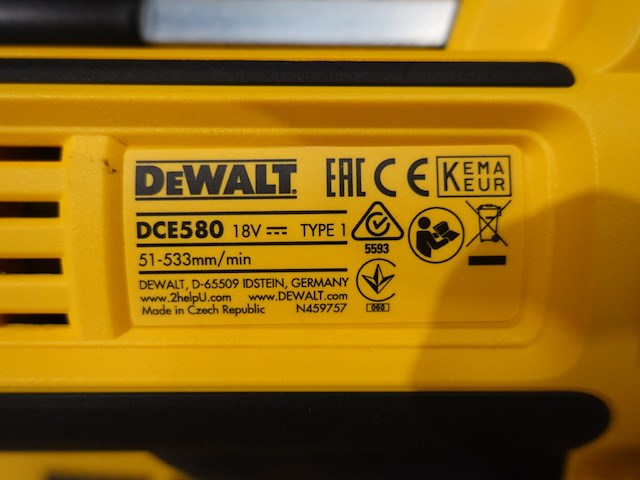 DEWALT. EAC CE KEMA KEUR
DCE580 18V TYPE 1
5593
51-533mm/min
DEWALT, D-65509 IDSTEIN, GERMANY
www.2helpU.com www.DEWALT.com
Made in Czech Republic N459757
060